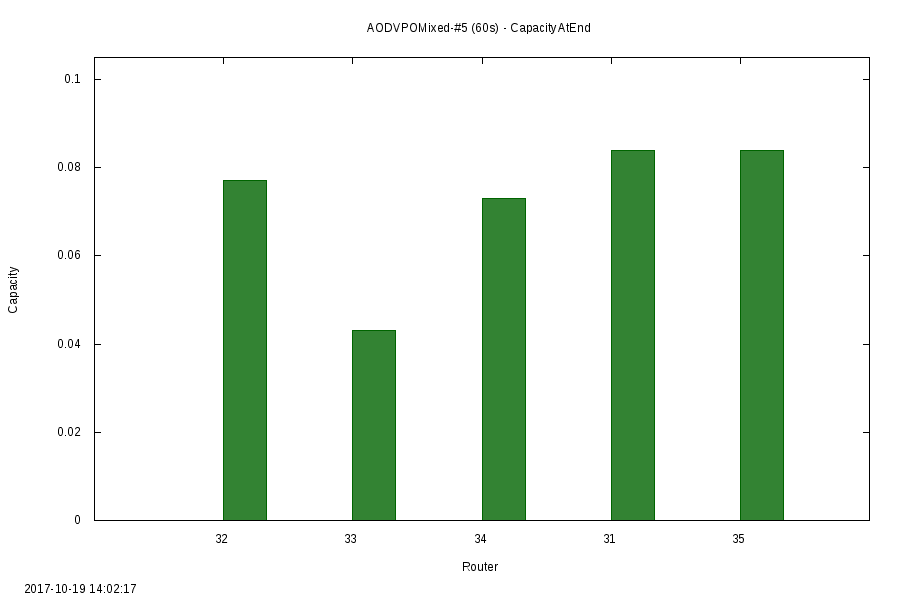 AODVPOMixed-#5 (60s) - CapacityAtEnd
0.1
0.08
0.06
0.04
0.02
0
Capacity
32 33 34 31 35
Router
2017-10-19 14:02:17